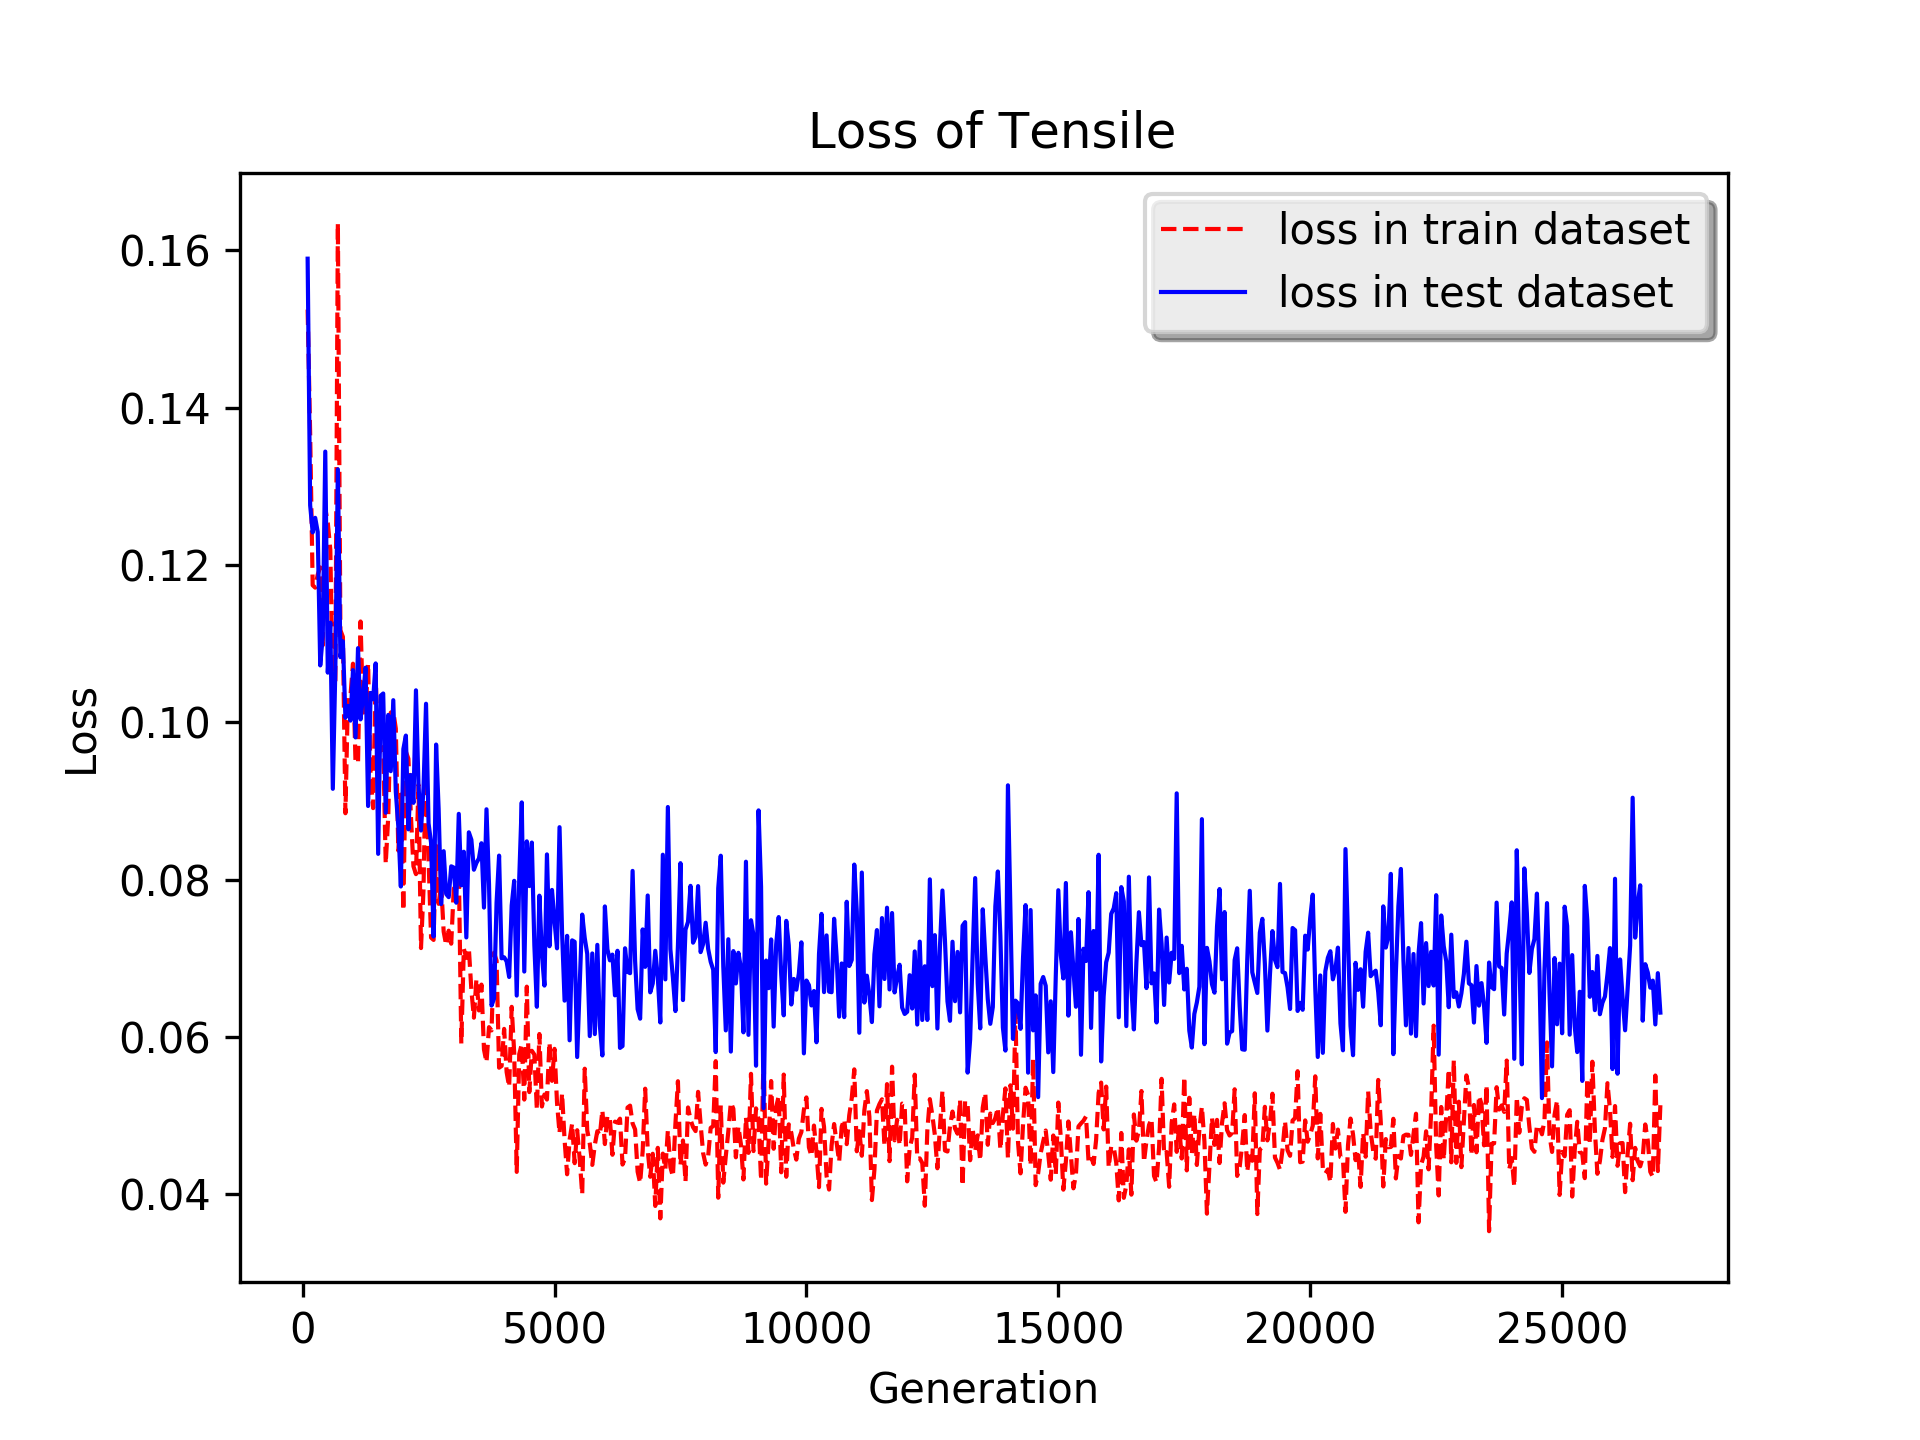 Loss of Tensile
loss in train dataset
loss in test dataset
Loss
0.16
0.14
0.12
0.10
0.08
0.06
0.04
0 5000 10000 15000 20000 25000
Generation